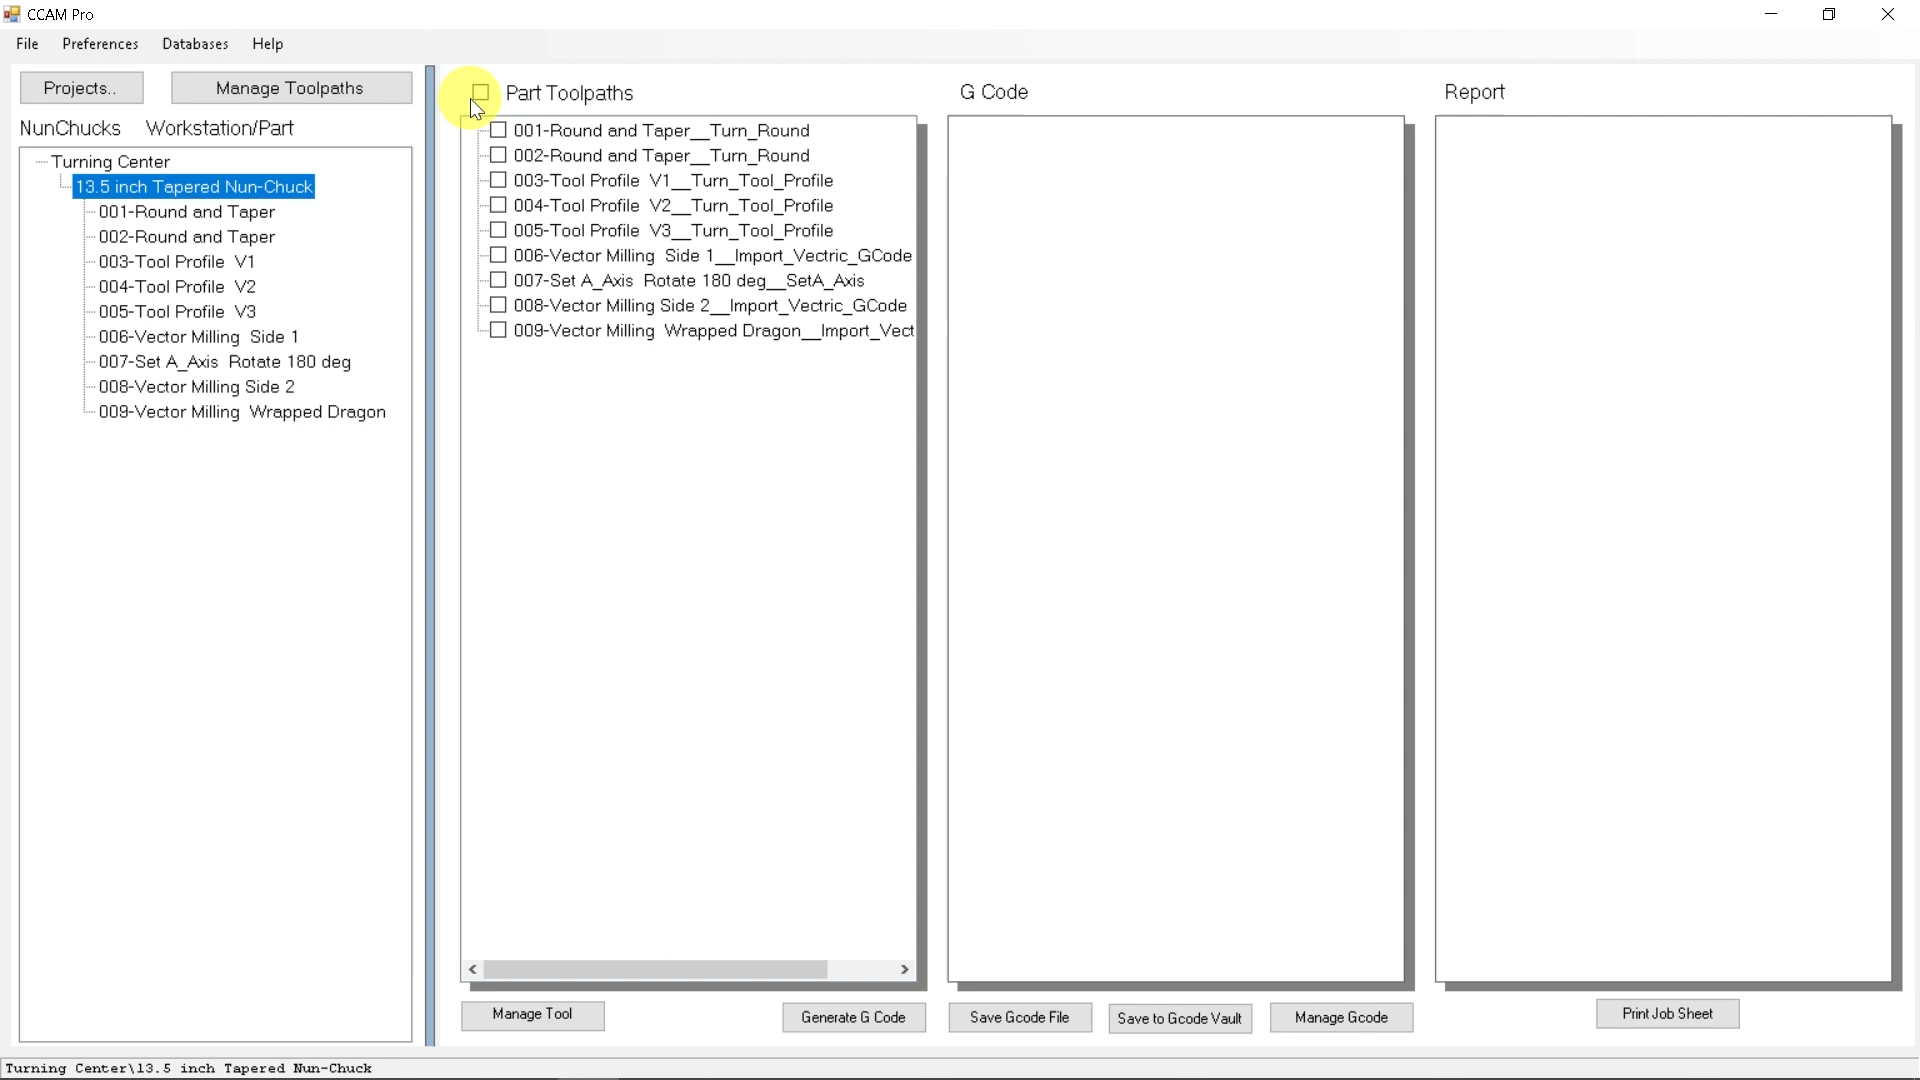 CCAM Pro
File Preferences Databases Help
Projects.. Manage Toolpaths
NunChucks Workstation/Part
Turning Center
13.5 inch Tapered Nun-Chuck
001-Round and Taper
002-Round and Taper
003-Tool Profile V1
004-Tool Profile V2
005-Tool Profile V3
006-Vector Milling Side 1
007-Set A_Axis Rotate 180 deg
008-Vector Milling Side 2
009-Vector Milling Wrapped Dragon
Part Toolpaths
001-Round and Taper__Turn_Round
002-Round and Taper__Turn_Round
003-Tool Profile V1__Turn_Tool_Profile
004-Tool Profile V2__Turn_Tool_Profile
005-Tool Profile V3__Turn_Tool_Profile
006-Vector Milling Side 1__Import_Vectric_GCode
007-Set A_Axis Rotate 180 deg__SetA_Axis
008-Vector Milling Side 2__Import_Vectric_GCode
009-Vector Milling Wrapped Dragon__Import_Vect
Manage Tool Generate G Code
G Code
Save Gcode File Save to Gcode Vault Manage Gcode
Report
Print Job Sheet
Turning Center\13.5 inch Tapered Nun-Chuck